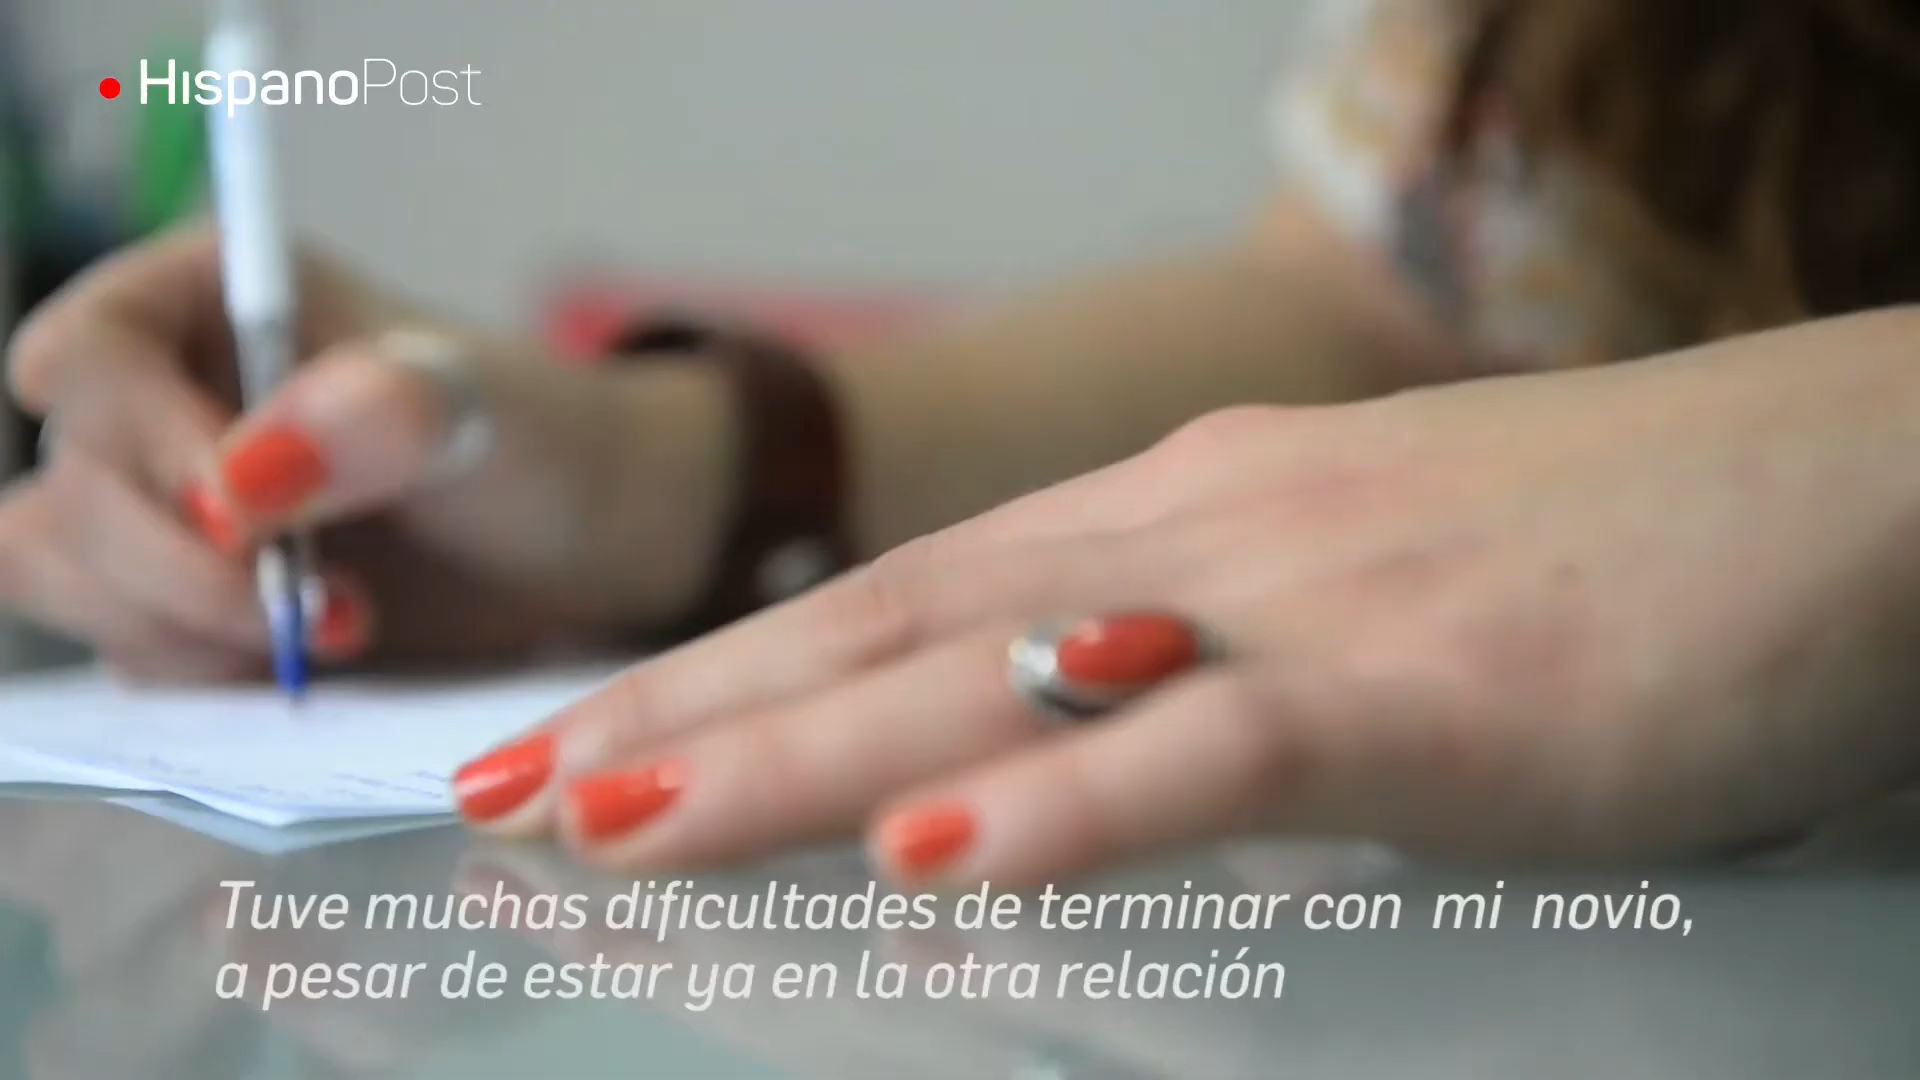 HispanoPost
Tuve muchas dificultades de terminar con mi novio,
a pesar de estar ya en la otra relación